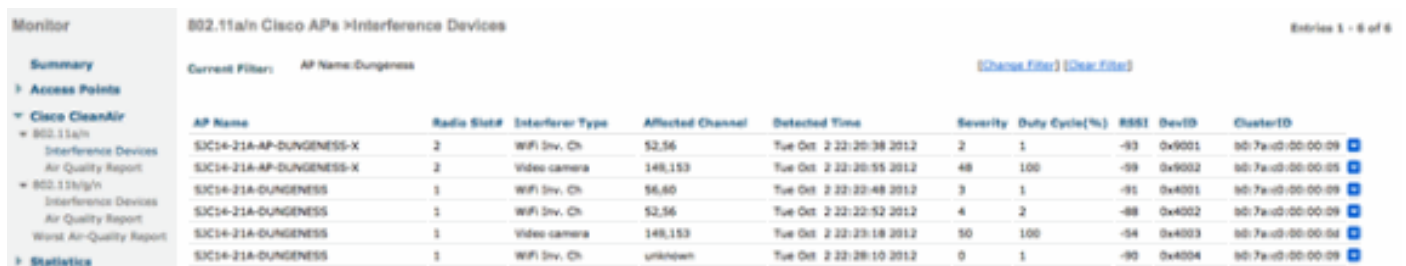 Monitor
802.11a/n Cisco APs >Interference Devices
Entries 1 - 6 of 6
Summary
Current Filter: AP Name:Dungeness
[Change Filter] [Clear Filter]
Access Points
Cisco CleanAir
802.11a/n
Interference Devices
Air Quality Report
802.11b/g/n
Interference Devices
Air Quality Report
Worst Air-Quality Report
Statistics
AP Name Radio Slot# Interferer Type Affected Channel Detected Time Severity Duty Cycle(%) RSSI DevID ClusterID
SJC14-21A-AP-DUNGENESS-X 2 WiFi Inv. Ch 52,56 Tue Oct 2 22:20:38 2012 2 1 -93 0x9001 b0:7a:c0:00:00:09
SJC14-21A-AP-DUNGENESS-X 2 Video camera 149,153 Tue Oct 2 22:20:55 2012 48 100 -59 0x9002 b0:7a:c0:00:00:05
SJC14-21A-DUNGENESS 1 WiFi Inv. Ch 56,60 Tue Oct 2 22:22:48 2012 3 1 -91 0x4001 b0:7a:c0:00:00:09
SJC14-21A-DUNGENESS 1 WiFi Inv. Ch 52,56 Tue Oct 2 22:22:52 2012 4 2 -88 0x4002 b0:7a:c0:00:00:09
SJC14-21A-DUNGENESS 1 Video camera 149,153 Tue Oct 2 22:23:18 2012 50 100 -54 0x4003 b0:7a:c0:00:00:0d
SJC14-21A-DUNGENESS 1 WiFi Inv. Ch unknown Tue Oct 2 22:28:10 2012 0 1 -90 0x4004 b0:7a:c0:00:00:09